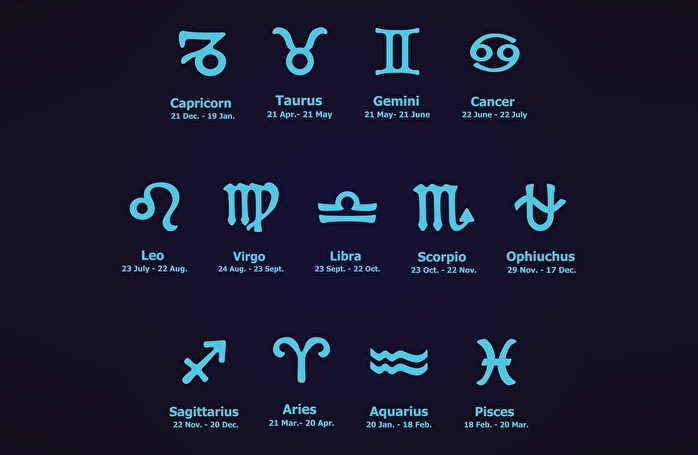 Capricorn Taurus Gemini Cancer
21 Dec. - 19 Jan. 21 Apr.- 21 May 21 May- 21 June 22 June - 22 July
Leo Virgo Libra Scorpio Ophiuchus
23 July - 22 Aug. 24 Aug. - 23 Sept. 23 Sept. - 22 Oct. 23 Oct. - 22 Nov. 29 Nov. - 17 Dec.
Sagittarius Aries Aquarius Pisces
22 Nov. - 20 Dec. 21 Mar.- 20 Apr. 20 Jan. - 18 Feb. 18 Feb. - 20 Mar.